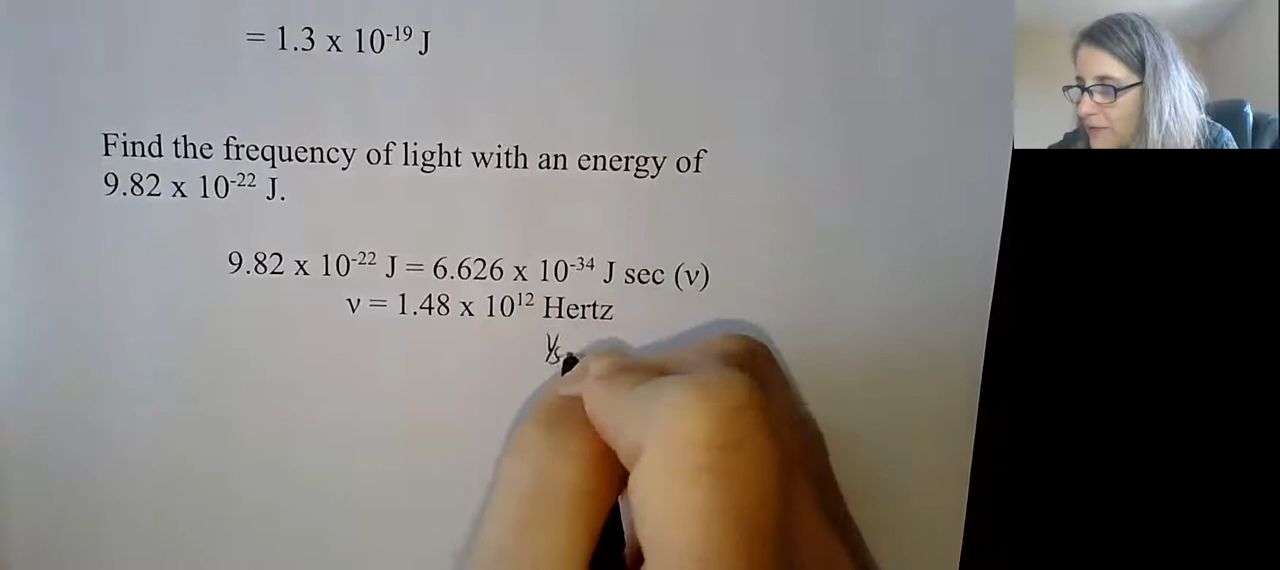 = 1.3 x 10⁻¹⁹ J
Find the frequency of light with an energy of
9.82 x 10⁻²² J.
9.82 x 10⁻²² J = 6.626 x 10⁻³⁴ J sec (ν)
ν = 1.48 x 10¹² Hertz
1/s